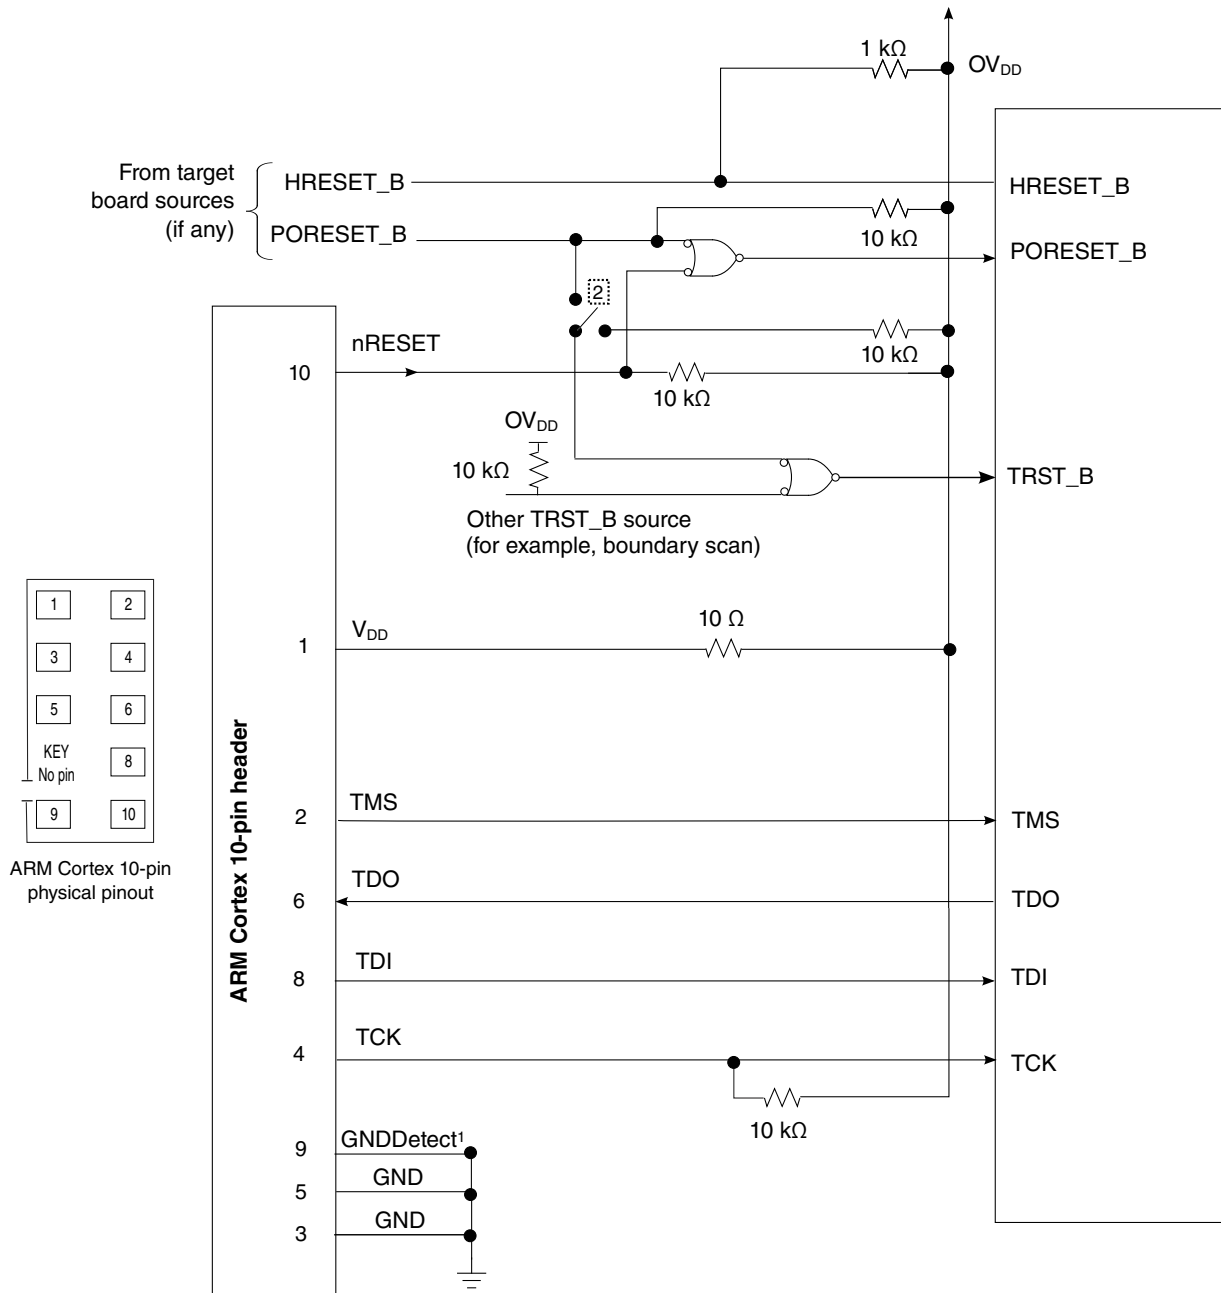 1 kΩ
OVDD
From target
board sources
(if any)
HRESET_B
HRESET_B
10 kΩ
PORESET_B
PORESET_B
2
nRESET
10
10 kΩ
10 kΩ
OVDD
10 kΩ
TRST_B
Other TRST_B source
(for example, boundary scan)
1 2
3 4
5 6
KEY
No pin
8
9 10
ARM Cortex 10-pin
physical pinout
ARM Cortex 10-pin header
1
VDD
10 Ω
2
TMS
TMS
6
TDO
TDO
8
TDI
TDI
4
TCK
TCK
10 kΩ
9
GNDDetect¹
5
GND
3
GND